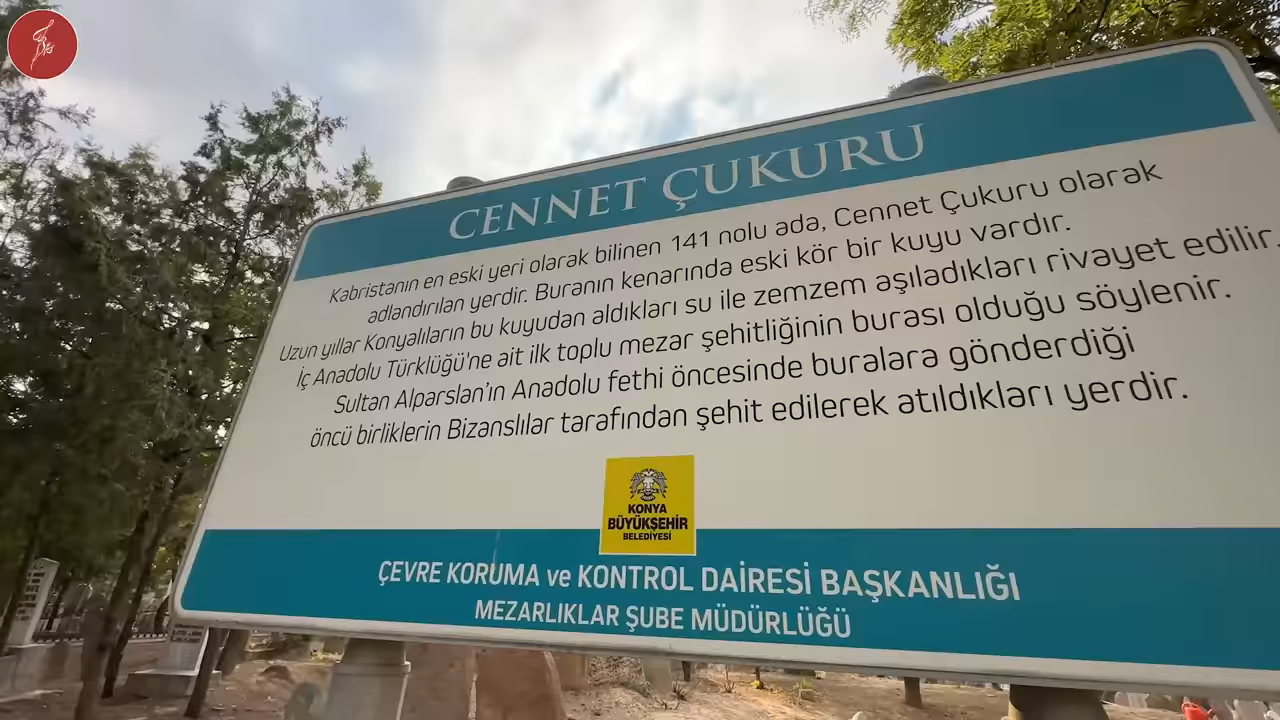 CENNET ÇUKURU
Kabristanın en eski yeri olarak bilinen 141 nolu ada, Cennet Çukuru olarak
adlandırılan yerdir. Buranın kenarında eski kör bir kuyu vardır.
Uzun yıllar Konyalıların bu kuyudan aldıkları su ile zemzem aşıladıkları rivayet edilir.
İç Anadolu Türklüğü'ne ait ilk toplu mezar şehitliğinin burası olduğu söylenir.
Sultan Alparslan'ın Anadolu fethi öncesinde buralara gönderdiği
öncü birliklerin Bizanslılar tarafından şehit edilerek atıldıkları yerdir.
KONYA
BÜYÜKŞEHİR
BELEDİYESİ
ÇEVRE KORUMA ve KONTROL DAİRESİ BAŞKANLIĞI
MEZARLIKLAR ŞUBE MÜDÜRLÜĞÜ